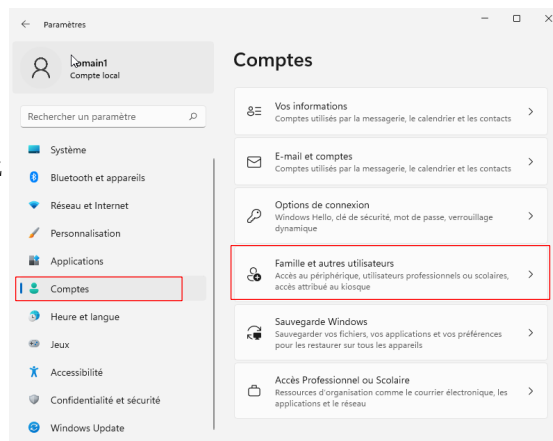 Paramètres
Romain1
Compte local
Rechercher un paramètre
Système
Bluetooth et appareils
Réseau et Internet
Personnalisation
Applications
Comptes
Heure et langue
Jeux
Accessibilité
Confidentialité et sécurité
Windows Update
Comptes
Vos informations
Comptes utilisés par la messagerie, le calendrier et les contacts
E-mail et comptes
Comptes utilisés par la messagerie, le calendrier et les contacts
Options de connexion
Windows Hello, clé de sécurité, mot de passe, verrouillage
dynamique
Famille et autres utilisateurs
Accès au périphérique, utilisateurs professionnels ou scolaires,
accès attribué au kiosque
Sauvegarde Windows
Sauvegarder vos fichiers, vos applications et vos préférences
pour les restaurer sur tous les appareils
Accès Professionnel ou Scolaire
Ressources d'organisation comme le courrier électronique, les
applications et le réseau